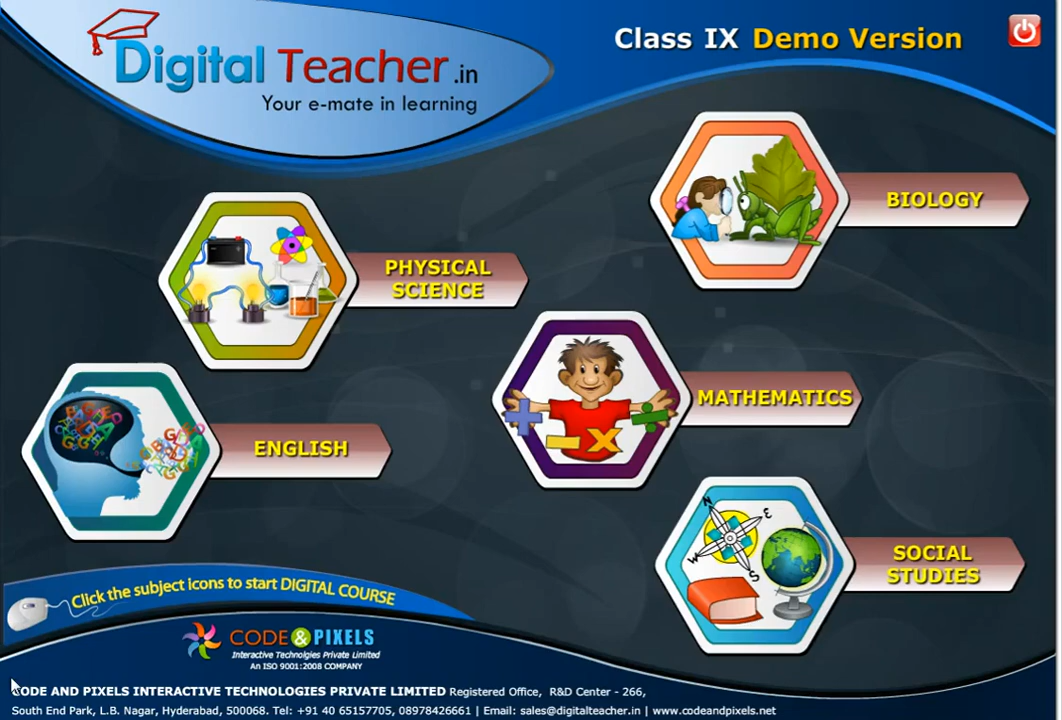 Digital Teacher.in
Your e-mate in learning
Class IX Demo Version
BIOLOGY
PHYSICAL
SCIENCE
MATHEMATICS
ENGLISH
N
E
W
S
SOCIAL
STUDIES
Click the subject icons to start DIGITAL COURSE
CODE & PIXELS
Interactive Technolgies Private Limited
An ISO 9001:2008 COMPANY
CODE AND PIXELS INTERACTIVE TECHNOLOGIES PRIVATE LIMITED Registered Office, R&D Center - 266,
South End Park, L.B. Nagar, Hyderabad, 500068. Tel: +91 40 65157705, 08978426661 | Email: sales@digitalteacher.in | www.codeandpixels.net